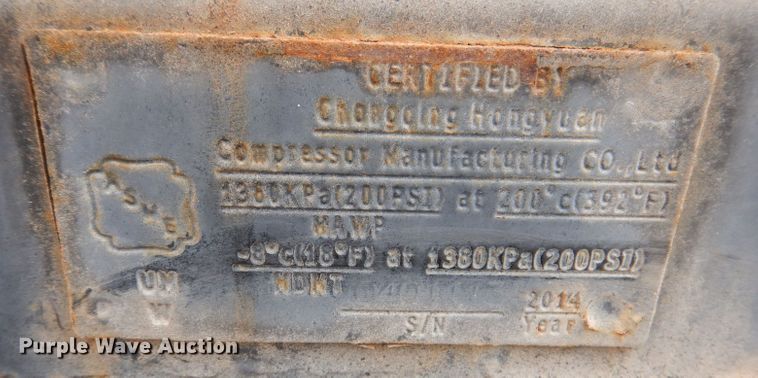 CERTIFIED BY
Chongqing Hongyuan
Compressor Manufacturing CO.,Ltd
1380KPa(200PSI) at 200°c(392°F)
MAWP
-8°c(18°F) at 1380KPa(200PSI)
MDMT
ASME
UM
W
2014
S/N Year
Purple Wave Auction